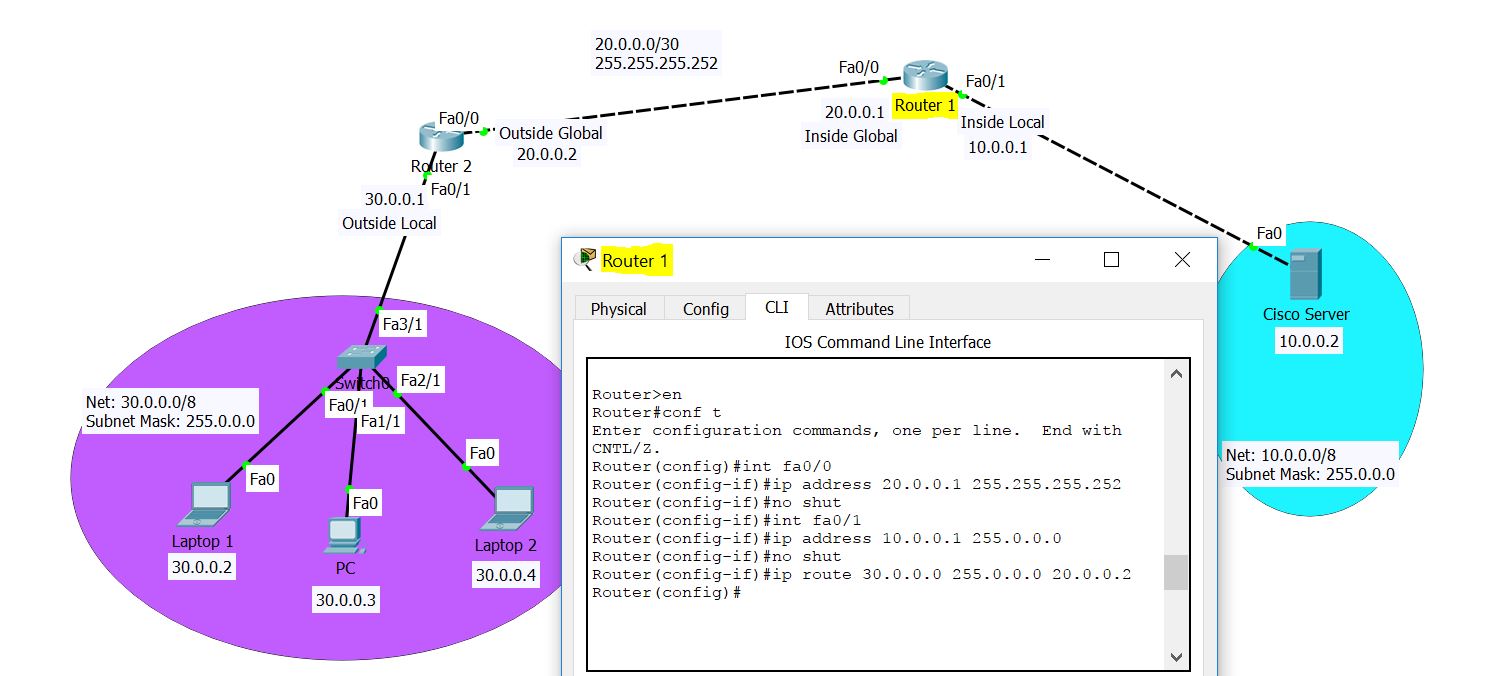 20.0.0.0/30
255.255.255.252
Fa0/0
Fa0/1
Router 1
20.0.0.1
Inside Global
Inside Local
10.0.0.1
Fa0/0
Outside Global
20.0.0.2
Router 2
Fa0/1
30.0.0.1
Outside Local
Fa0
Cisco Server
10.0.0.2
Net: 10.0.0.0/8
Subnet Mask: 255.0.0.0
Fa3/1
Switch0
Fa2/1
Fa0/1
Fa1/1
Net: 30.0.0.0/8
Subnet Mask: 255.0.0.0
Fa0
Fa0
Fa0
Laptop 1
30.0.0.2
PC
30.0.0.3
Laptop 2
30.0.0.4
Router 1
Physical Config CLI Attributes
IOS Command Line Interface
Router>en
Router#conf t
Enter configuration commands, one per line.  End with
CNTL/Z.
Router(config)#int fa0/0
Router(config-if)#ip address 20.0.0.1 255.255.255.252
Router(config-if)#no shut
Router(config-if)#int fa0/1
Router(config-if)#ip address 10.0.0.1 255.0.0.0
Router(config-if)#no shut
Router(config-if)#ip route 30.0.0.0 255.0.0.0 20.0.0.2
Router(config)#